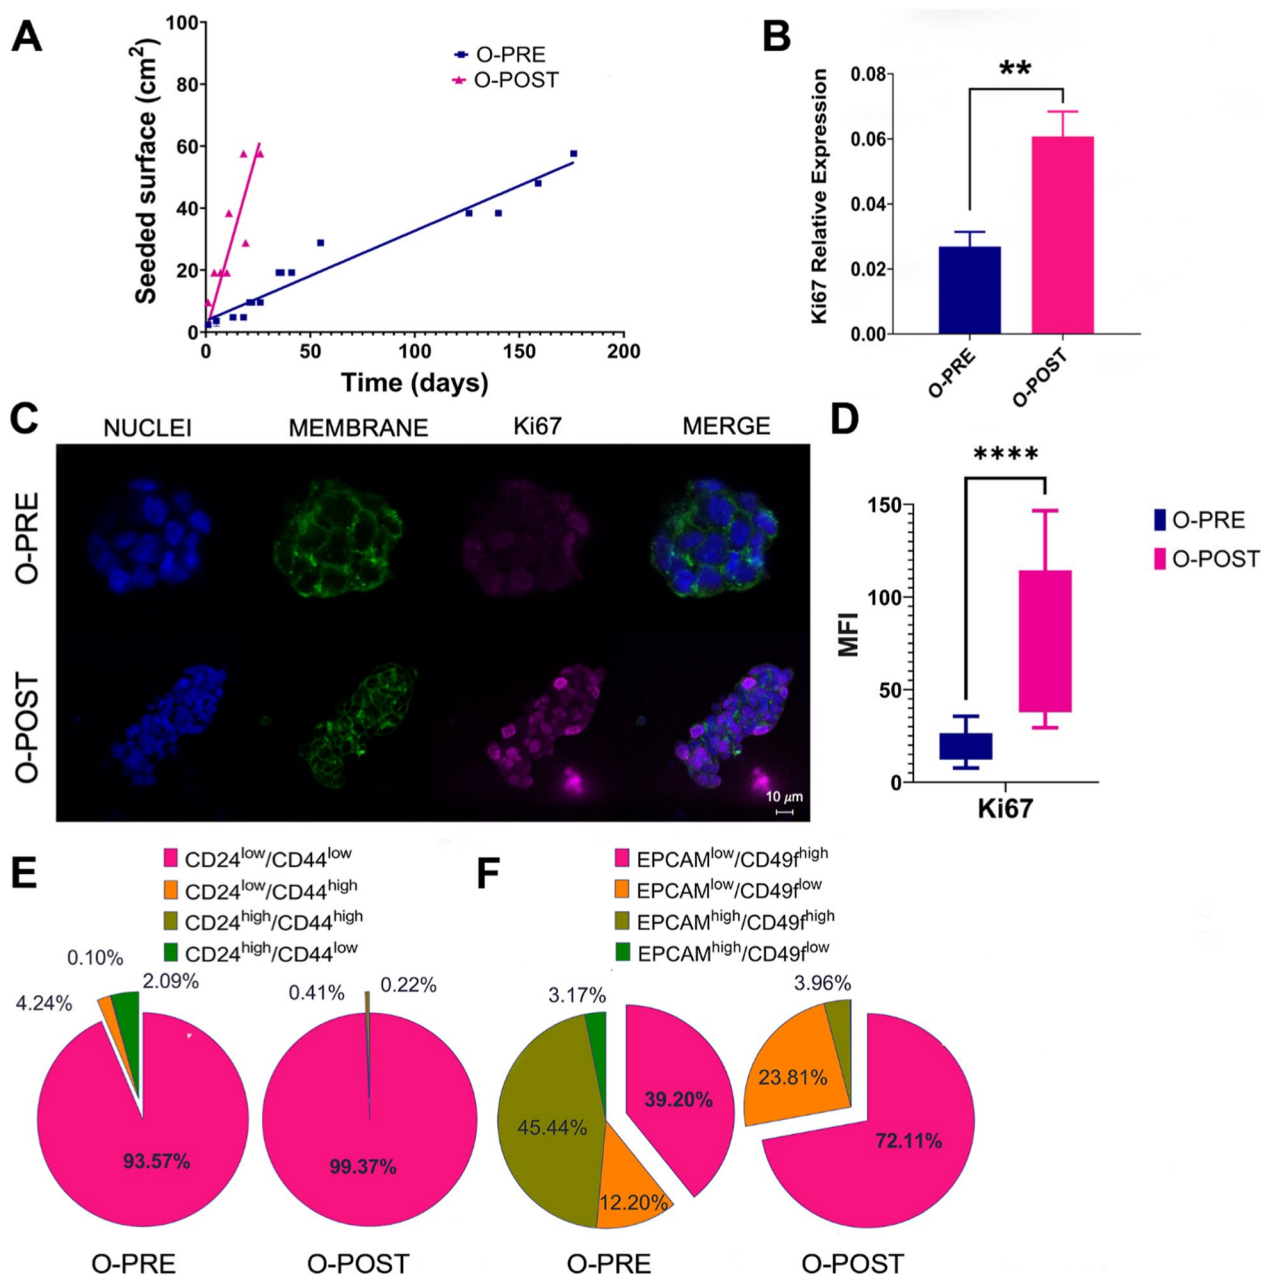 A
Seeded surface (cm²)
100
80
60
40
20
0
0 50 100 150 200
Time (days)
O-PRE
O-POST
B
Ki67 Relative Expression
**
0.08
0.06
0.04
0.02
0.00
O-PRE
O-POST
C
NUCLEI MEMBRANE Ki67 MERGE
O-PRE
O-POST
10 μm
D
****
MFI
150
100
50
0
Ki67
O-PRE
O-POST
E
CD24low/CD44low
CD24low/CD44high
CD24high/CD44high
CD24high/CD44low
0.10%
2.09%
4.24%
93.57%
O-PRE
0.41%
0.22%
99.37%
O-POST
F
EPCAMlow/CD49fhigh
EPCAMlow/CD49flow
EPCAMhigh/CD49fhigh
EPCAMhigh/CD49flow
3.17%
39.20%
45.44%
12.20%
O-PRE
3.96%
23.81%
72.11%
O-POST